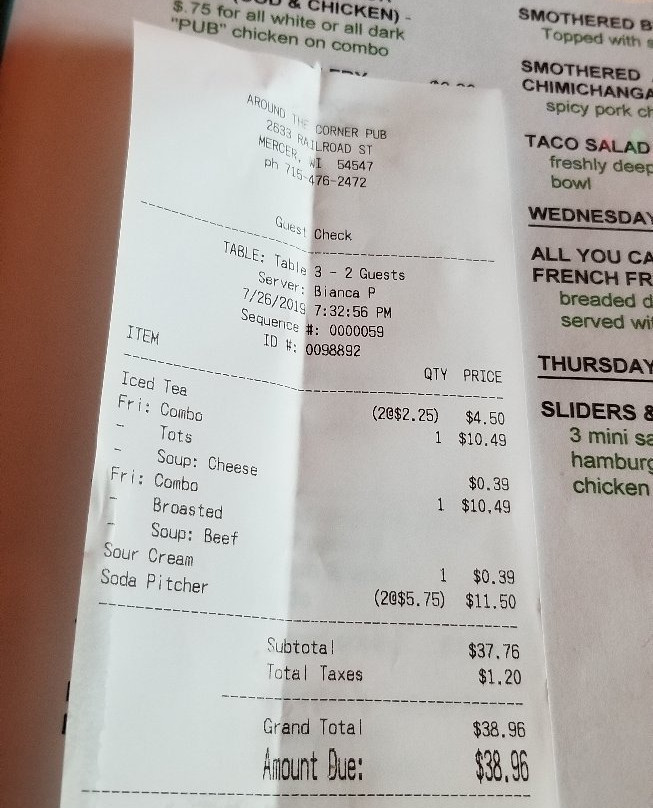 (COD & CHICKEN) -
$.75 for all white or all dark
"PUB" chicken on combo
AROUND THE CORNER PUB
2633 RAILROAD ST
MERCER, WI 54547
ph 715-476-2472
Guest Check
TABLE: Table 3 - 2 Guests
Server: Bianca P
7/26/2019 7:32:56 PM
Sequence #: 0000059
ID #: 0098892
ITEM QTY PRICE
Iced Tea (2@$2.25) $4.50
Fri: Combo 1 $10.49
- Tots
- Soup: Cheese $0.39
Fri: Combo 1 $10.49
- Broasted
- Soup: Beef
Sour Cream 1 $0.39
Soda Pitcher (2@$5.75) $11.50
Subtotal $37.76
Total Taxes $1.20
Grand Total $38.96
Amount Due: $38.96
SMOTHERED B
Topped with s
SMOTHERED
CHIMICHANGA
spicy pork ch
TACO SALAD
freshly deep
bowl
WEDNESDAY
ALL YOU CA
FRENCH FR
breaded d
served wit
THURSDAY
SLIDERS &
3 mini sa
hamburg
chicken